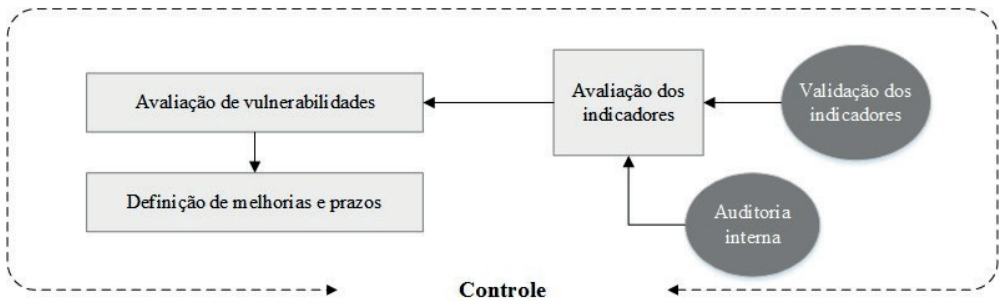 Avaliação de vulnerabilidades
Definição de melhorias e prazos
Avaliação dos
indicadores
Validação dos
indicadores
Auditoria
interna
Controle